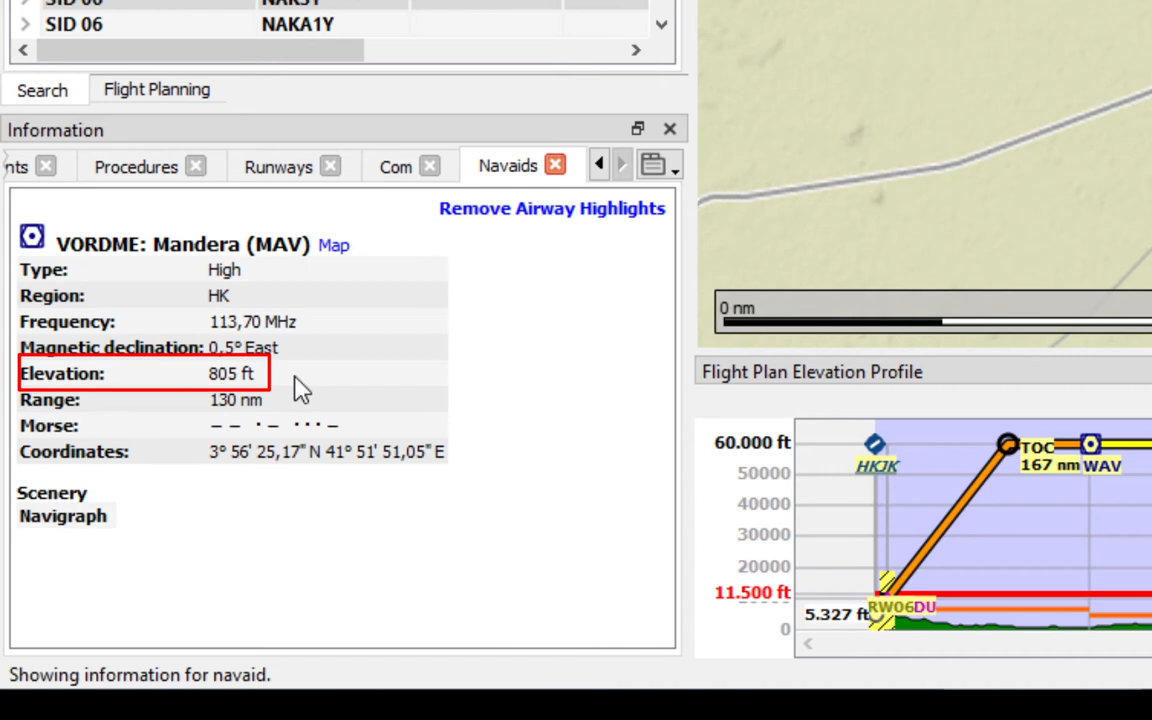 SID 06 NAK5Y
SID 06 NAKA1Y
Search Flight Planning
Information
nts Procedures Runways Com Navaids
Remove Airway Highlights
VORDME: Mandera (MAV) Map
Type: High
Region: HK
Frequency: 113,70 MHz
Magnetic declination: 0,5° East
Elevation: 805 ft
Range: 130 nm
Morse: – – · – · · · –
Coordinates: 3° 56' 25,17" N 41° 51' 51,05" E
Scenery
Navigraph
Showing information for navaid.
0 nm
Flight Plan Elevation Profile
60.000 ft
50000
40000
30000
20000
11.500 ft
5.327 ft
0
HKJK
TOC
167 nm WAV
RW06DU